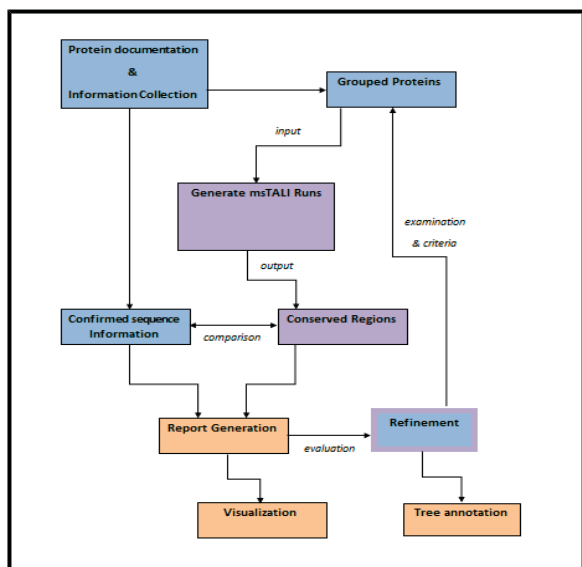 Protein documentation
&
Information Collection
Grouped Proteins
input
Generate msTALI Runs
examination
& criteria
output
Confirmed sequence
Information
comparison
Conserved Regions
Report Generation
evaluation
Refinement
Visualization
Tree annotation